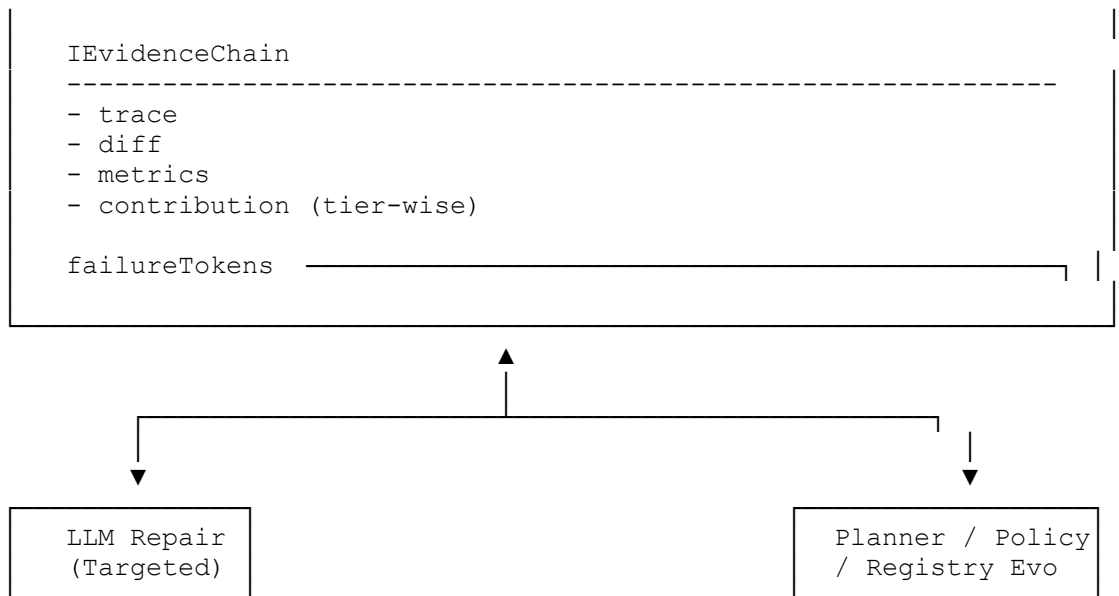 IEvidenceChain
---------------------------------------------------------------
- trace
- diff
- metrics
- contribution (tier-wise)
failureTokens
LLM Repair
(Targeted)
Planner / Policy
/ Registry Evo